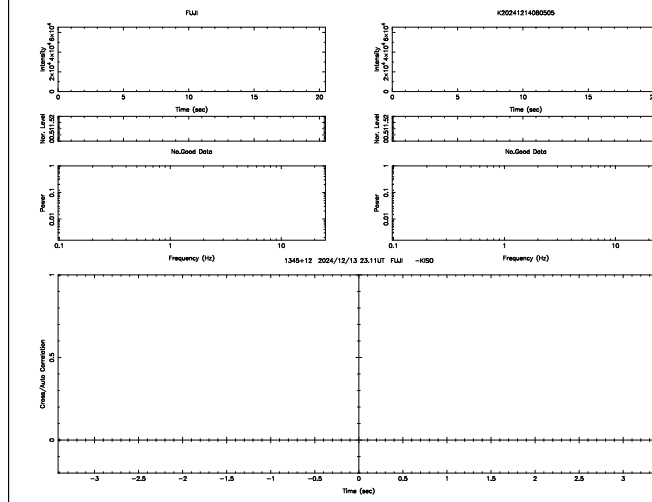 FUJI K20241214080505
Intensity
2×10⁴ 4×10⁴ 6×10⁴
0 5 10 15 20
Time (sec)
Intensity
2×10⁴ 4×10⁴ 6×10⁴
0 5 10 15 20
Time (sec)
Nor. Level
00.511.52
Nor. Level
00.511.52
No.Good Data
No.Good Data
Power
1
0.1
0.01
0.1 1 10
Frequency (Hz)
Power
1
0.1
0.01
0.1 1 10
Frequency (Hz)
1345+12 2024/12/13 23.11UT FUJI -KISO
Cross/Auto Correlation
1
0.5
0
-3 -2.5 -2 -1.5 -1 -0.5 0 0.5 1 1.5 2 2.5 3
Time (sec)